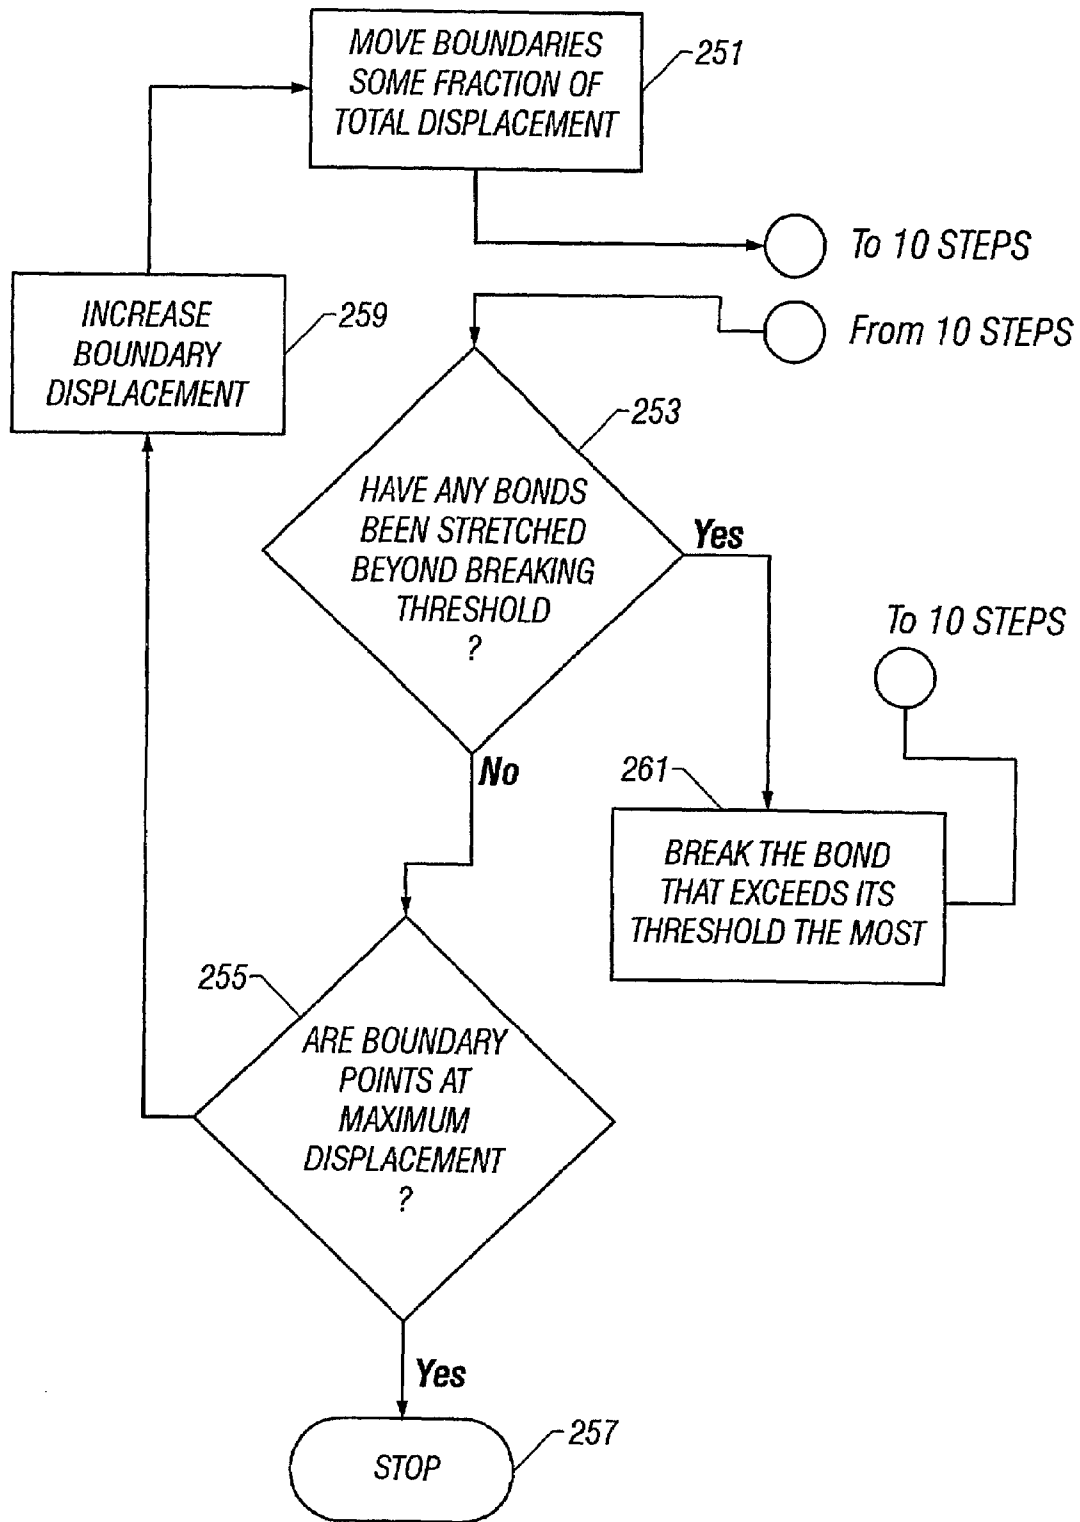 MOVE BOUNDARIES
SOME FRACTION OF
TOTAL DISPLACEMENT
251
To 10 STEPS
From 10 STEPS
INCREASE
BOUNDARY
DISPLACEMENT
259
253
HAVE ANY BONDS
BEEN STRETCHED
BEYOND BREAKING
THRESHOLD
?
Yes
To 10 STEPS
No
261
BREAK THE BOND
THAT EXCEEDS ITS
THRESHOLD THE MOST
255
ARE BOUNDARY
POINTS AT
MAXIMUM
DISPLACEMENT
?
Yes
257
STOP